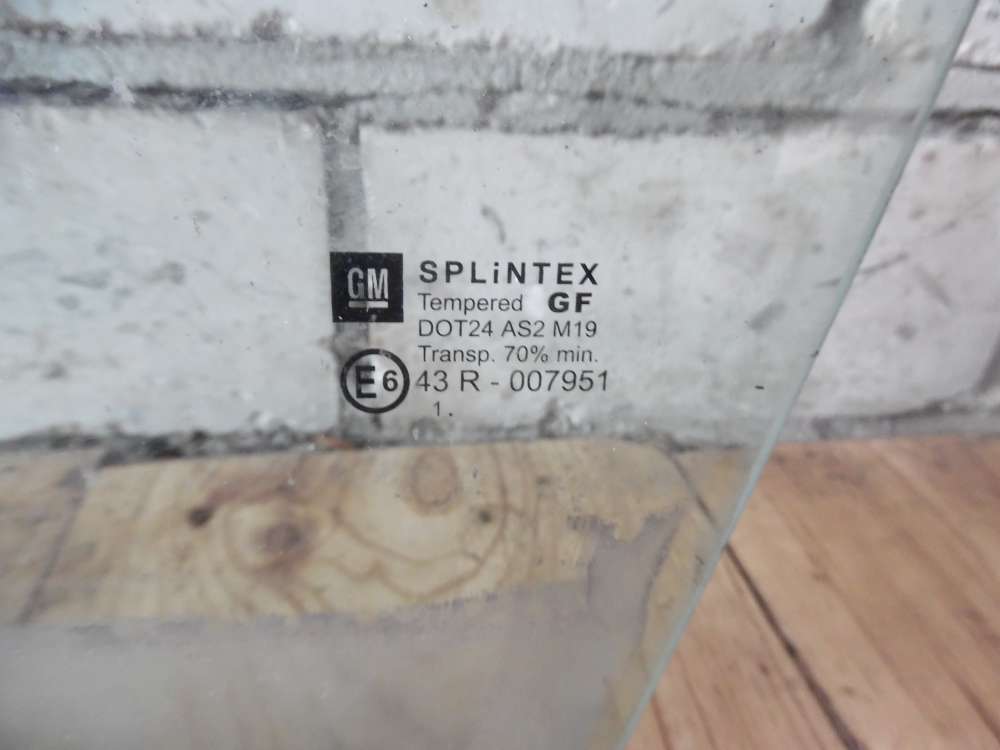 GM SPLiNTEX
Tempered GF
DOT24 AS2 M19
Transp. 70% min.
E6 43 R - 007951
1.